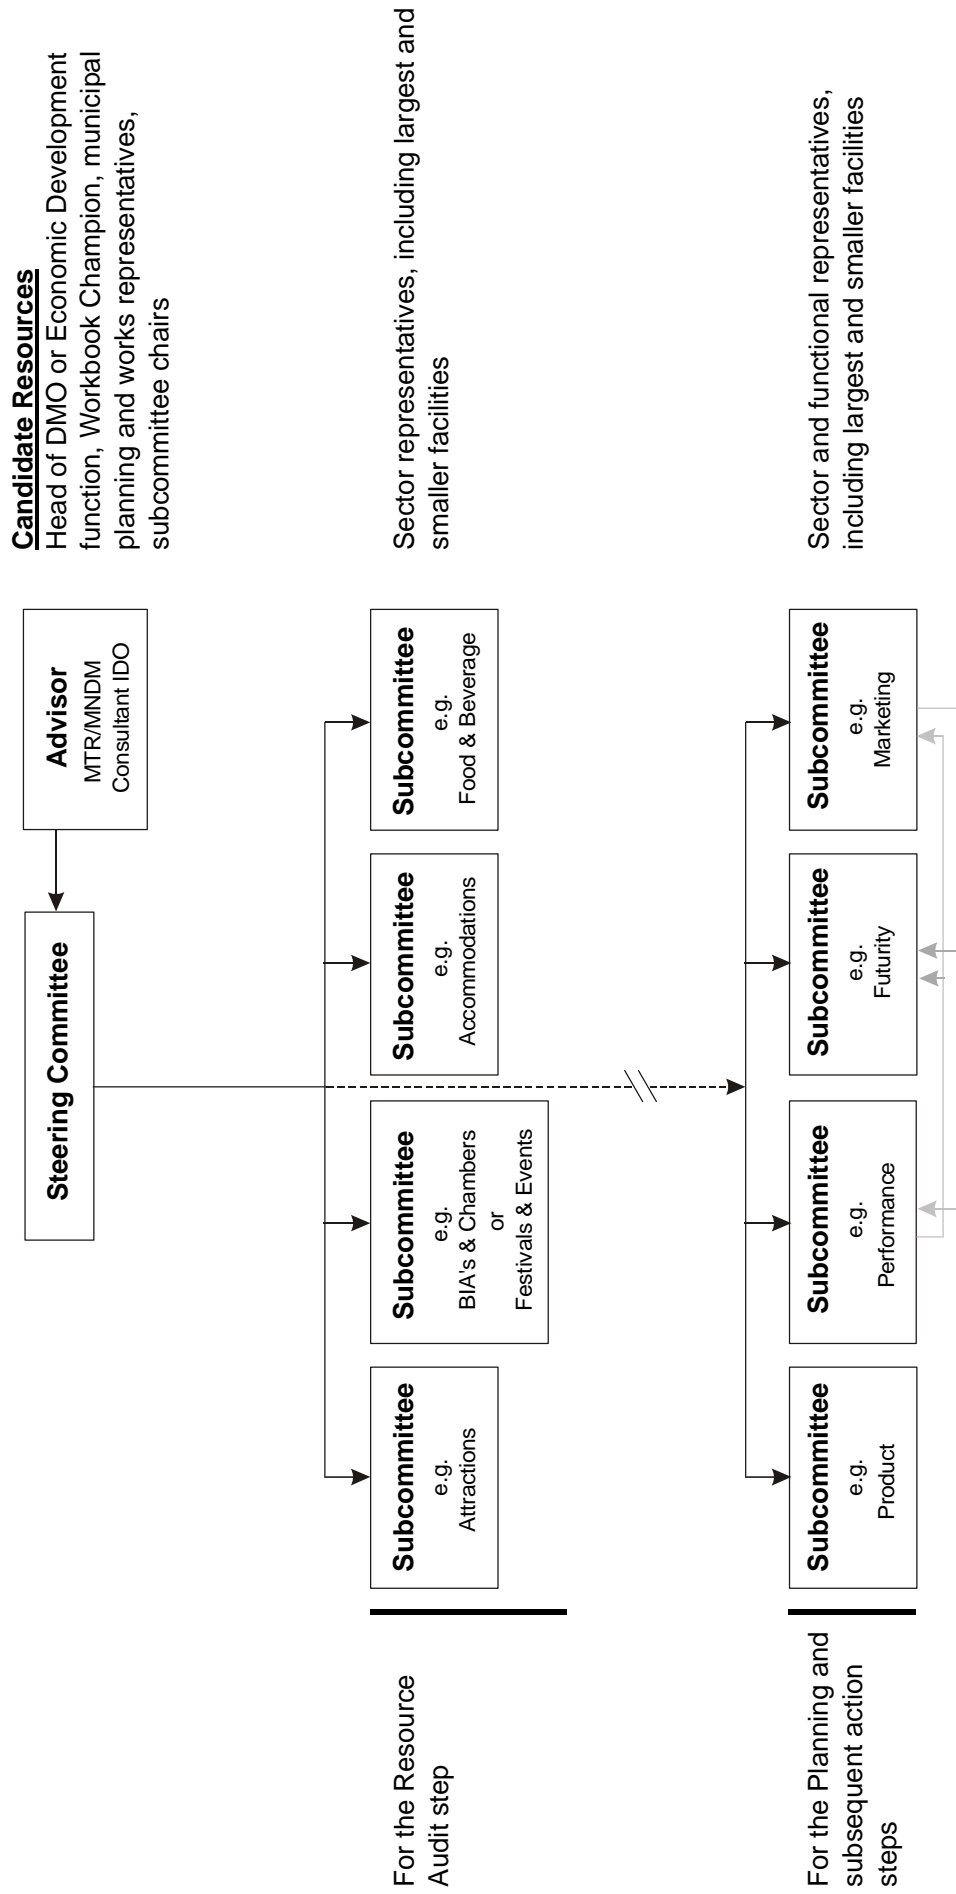 Candidate Resources
Steering Committee
Advisor
MTR/MNDM
Consultant IDO
Head of DMO or Economic Development
function, Workbook Champion, municipal
planning and works representatives,
subcommittee chairs
For the Resource
Audit step
Subcommittee
e.g.
Attractions
Subcommittee
e.g.
BIA's & Chambers
or
Festivals & Events
Subcommittee
e.g.
Accommodations
Subcommittee
e.g.
Food & Beverage
Sector representatives, including largest and
smaller facilities
For the Planning and
subsequent action
steps
Subcommittee
e.g.
Product
Subcommittee
e.g.
Performance
Subcommittee
e.g.
Futurity
Subcommittee
e.g.
Marketing
Sector and functional representatives,
including largest and smaller facilities